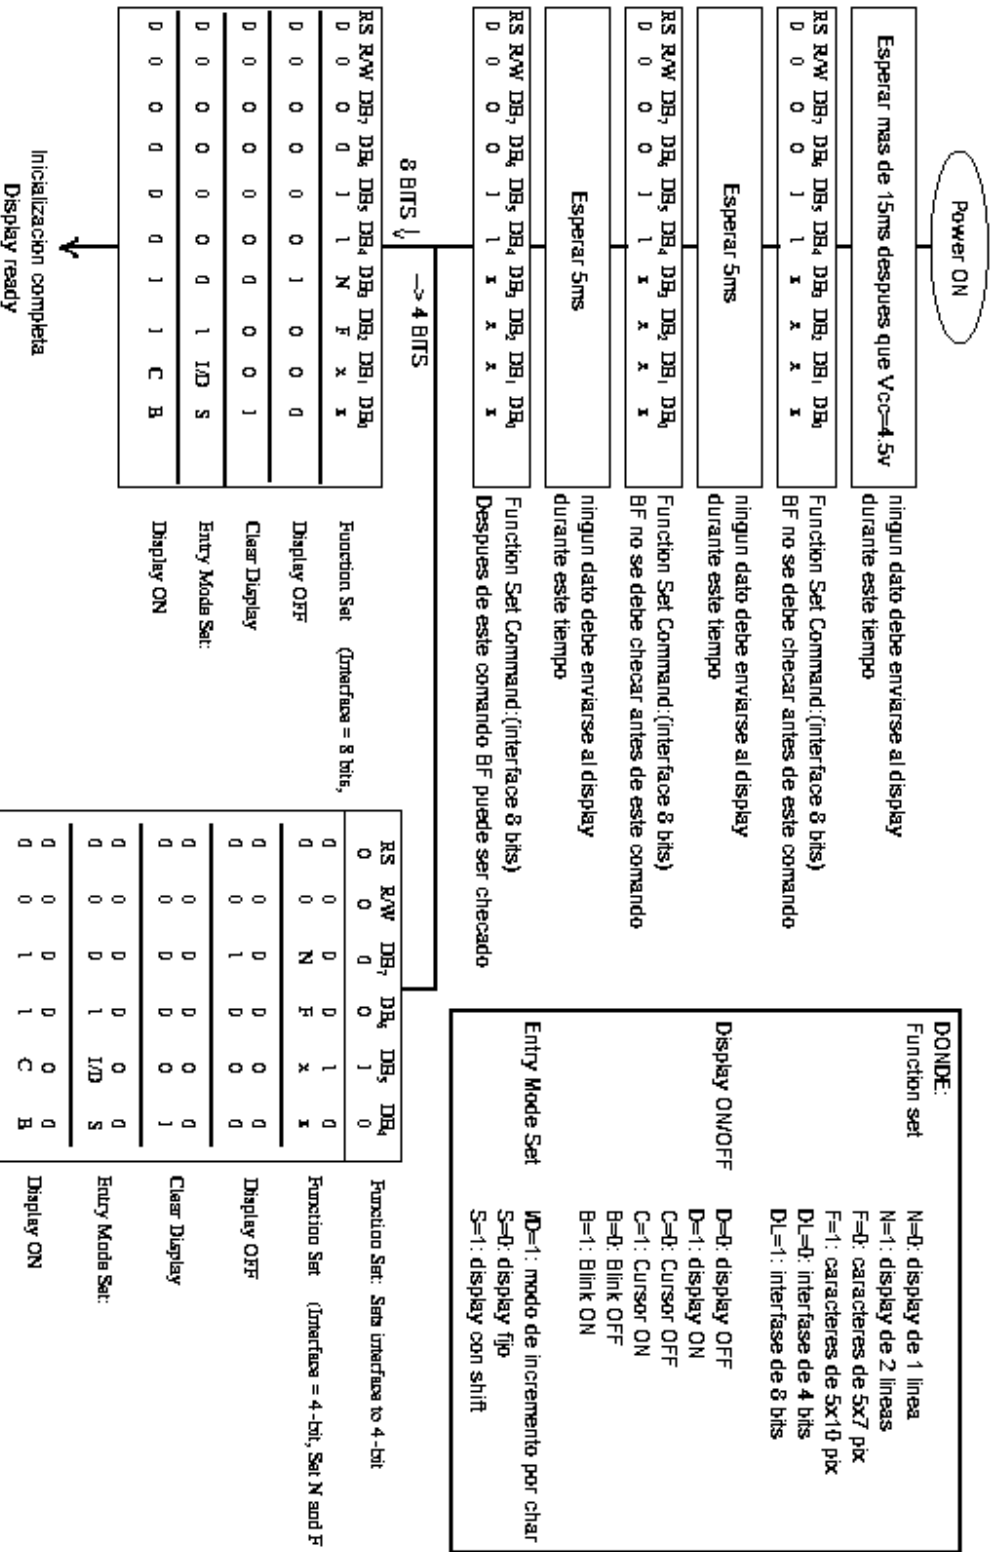 Power ON
Esperar mas de 15ms despues que Vcc=4.5v
ningun dato debe enviarse al display
durante este tiempo
RS R/W DB7 DB6 DB5 DB4 DB3 DB2 DB1 DB0
0 0 0 0 1 1 x x x x
Function Set Command:(interface 8 bits)
BF no se debe checar antes de este comando
Esperar 5ms
ningun dato debe enviarse al display
durante este tiempo
RS R/W DB7 DB6 DB5 DB4 DB3 DB2 DB1 DB0
0 0 0 0 1 1 x x x x
Function Set Command:(interface 8 bits)
BF no se debe checar antes de este comando
Esperar 5ms
ningun dato debe enviarse al display
durante este tiempo
RS R/W DB7 DB6 DB5 DB4 DB3 DB2 DB1 DB0
0 0 0 0 1 1 x x x x
Function Set Command:(interface 8 bits)
Despues de este comando BF puede ser checado
8 BITS
--> 4 BITS
RS R/W DB7 DB6 DB5 DB4 DB3 DB2 DB1 DB0
0 0 0 0 1 1 N F x x Function Set (Interface = 8 bits,
0 0 0 0 0 0 1 0 0 0 Display OFF
0 0 0 0 0 0 0 0 0 1 Clear Display
0 0 0 0 0 0 0 1 I/D S Entry Mode Set:
0 0 0 0 0 0 1 1 C B Display ON
Inicializacion completa
Display ready
DONDE:
Function set N=0: display de 1 linea
N=1: display de 2 lineas
F=0: caracteres de 5x7 pix
F=1: caracteres de 5x10 pix
DL=0: interfase de 4 bits
DL=1: interfase de 8 bits
Display ON/OFF D=0: display OFF
D=1: display ON
C=0: Cursor OFF
C=1: Cursor ON
B=0: Blink OFF
B=1: Blink ON
Entry Mode Set I/D=1: modo de incremento por char
S=0: display fijo
S=1: display con shift
RS R/W DB7 DB6 DB5 DB4
0 0 0 0 1 0 Function Set: Sets interface to 4-bit
0 0 0 0 1 0
0 0 N F x x Function Set (Interface = 4-bit, Set N and F
0 0 0 0 0 0
0 0 1 0 0 0 Display OFF
0 0 0 0 0 0
0 0 0 0 0 1 Clear Display
0 0 0 0 0 0
0 0 0 1 I/D S Entry Mode Set:
0 0 0 0 0 0
0 0 1 1 C B Display ON